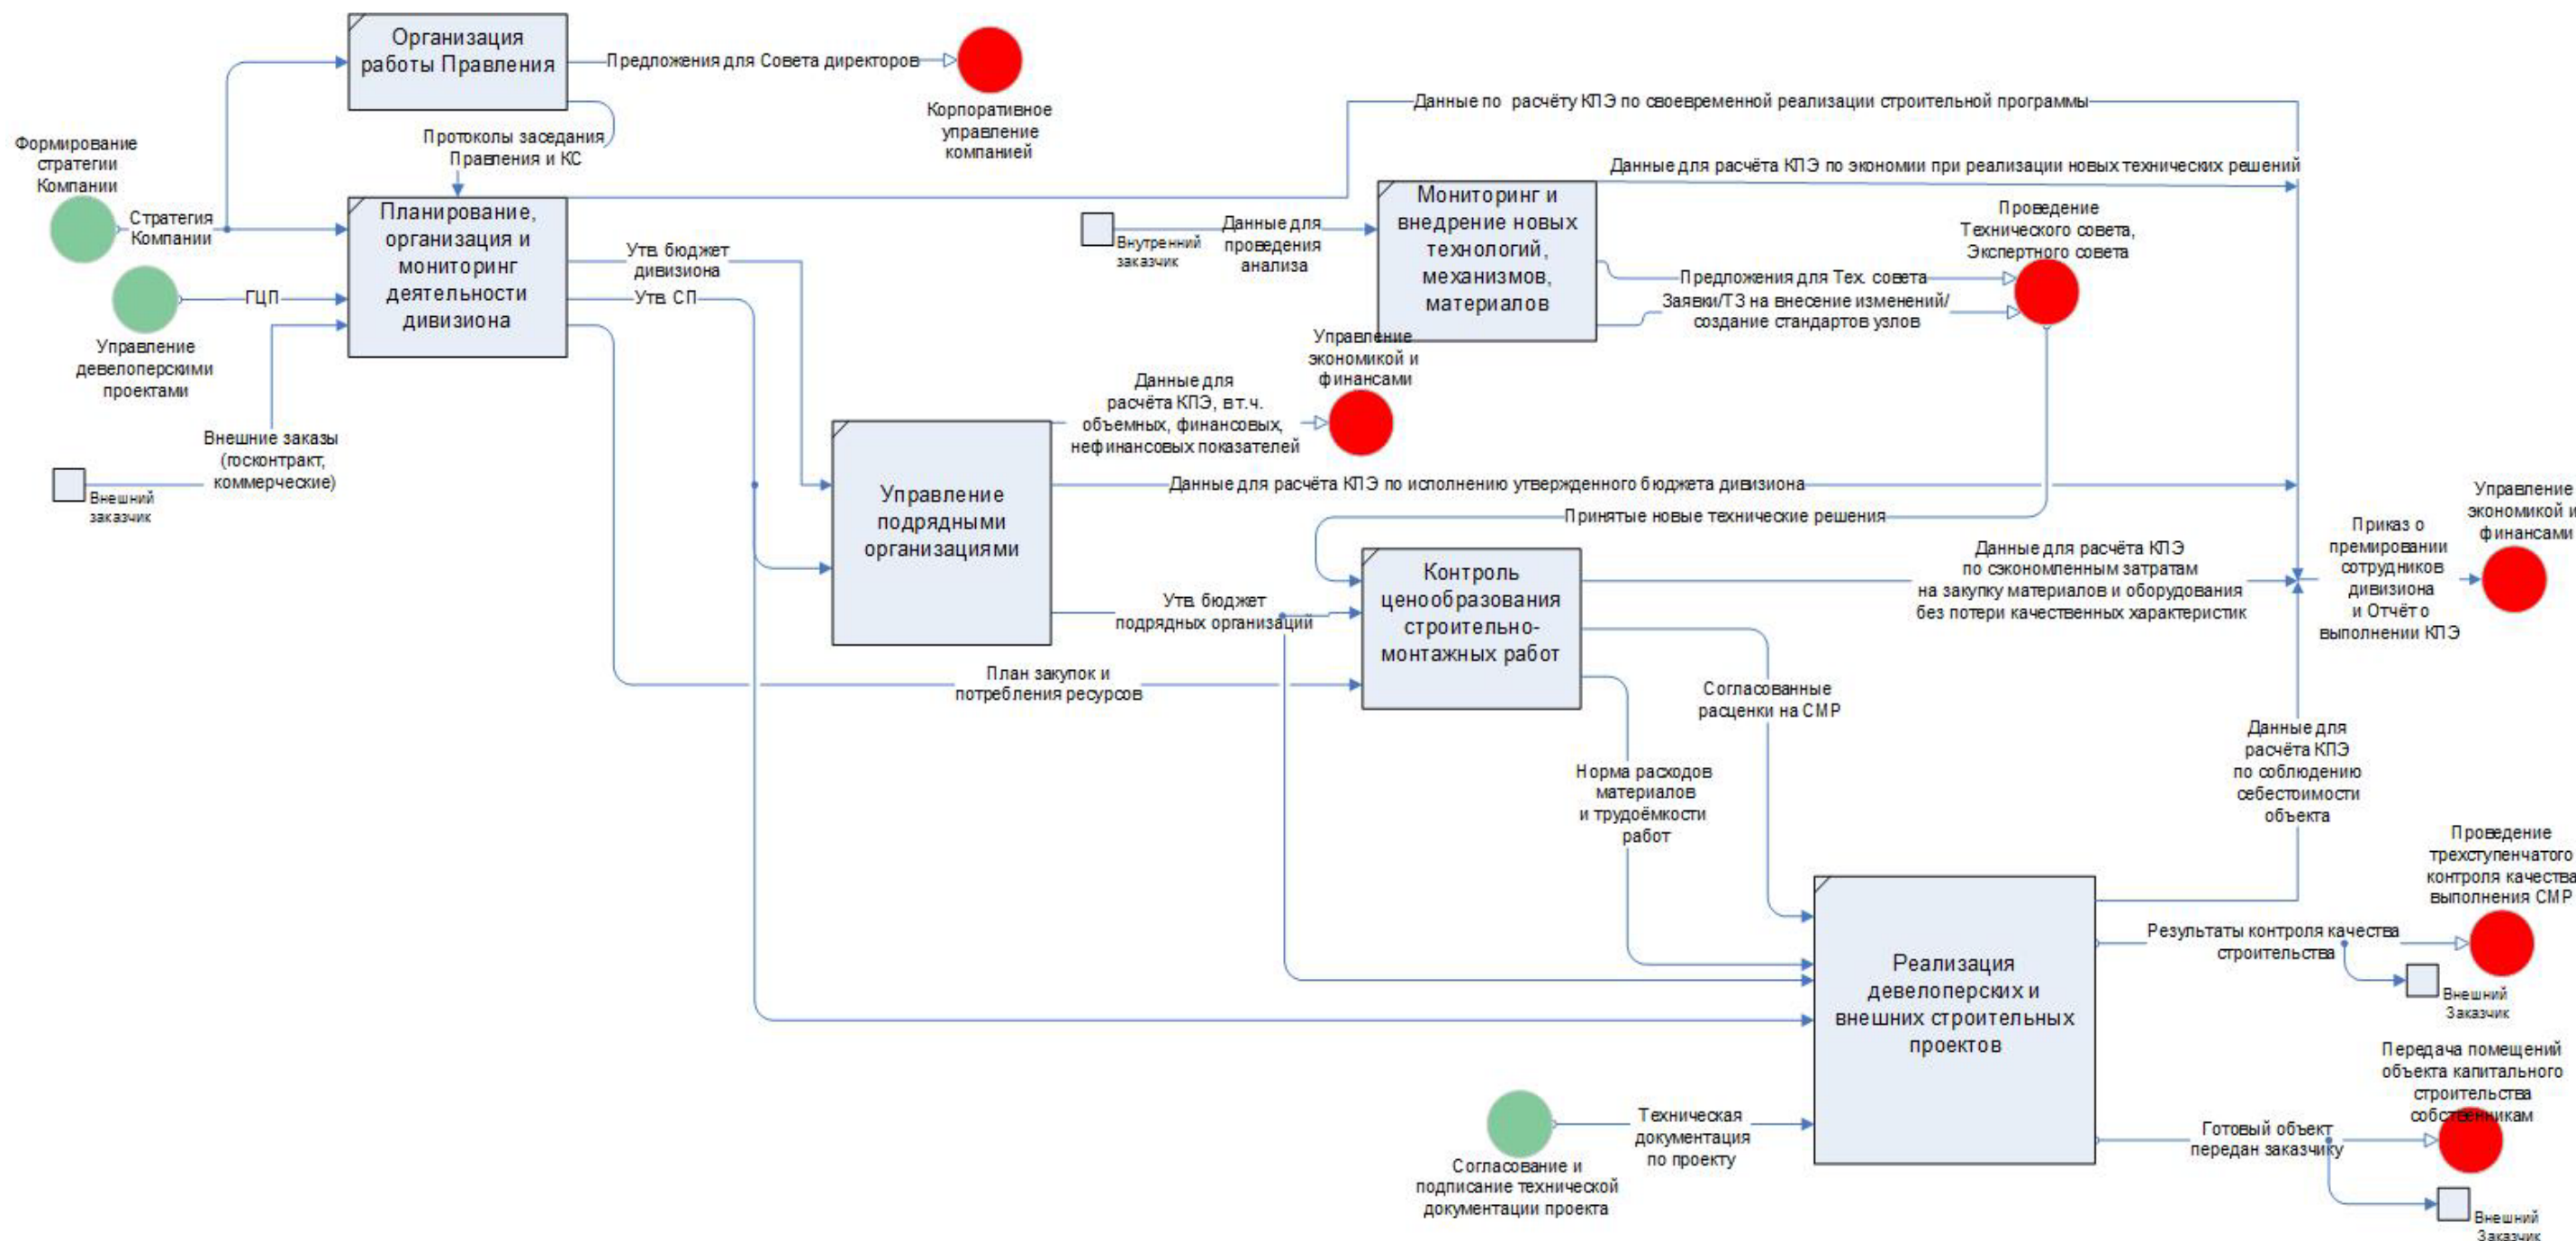 Организация
работы Правления
Предложения для Совета директоров
Корпоративное
управление
компанией
Протоколы заседания
Правления и КС
Формирование
стратегии
Компании
Стратегия
Компании
Планирование,
организация и
мониторинг
деятельности
дивизиона
ГЦП
Управление
девелоперскими
проектами
Внешние заказы
(госконтракт,
коммерческие)
Внешний
заказчик
Утв. бюджет
дивизиона
Утв. СП
Данные по расчёту КПЭ по своевременной реализации строительной программы
Данные для расчёта КПЭ по экономии при реализации новых технических решений
Мониторинг и
внедрение новых
технологий,
механизмов,
материалов
Внутренний
заказчик
Данные для
проведения
анализа
Проведение
Технического совета,
Экспертного совета
Предложения для Тех. совета
Заявки/ТЗ на внесение изменений/
создание стандартов узлов
Управление
экономикой и
финансами
Данные для
расчёта КПЭ, в т.ч.
объемных, финансовых,
нефинансовых показателей
Управление
подрядными
организациями
Данные для расчёта КПЭ по исполнению утвержденного бюджета дивизиона
Принятые новые технические решения
Утв. бюджет
подрядных организаций
Контроль
ценообразования
строительно-
монтажных работ
План закупок и
потребления ресурсов
Данные для расчёта КПЭ
по сэкономленным затратам
на закупку материалов и оборудования
без потери качественных характеристик
Приказ о
премировании
сотрудников
дивизиона
и Отчёт о
выполнении КПЭ
Управление
экономикой и
финансами
Согласованные
расценки на СМР
Норма расходов
материалов
и трудоёмкости
работ
Данные для
расчёта КПЭ
по соблюдению
себестоимости
объекта
Реализация
девелоперских и
внешних строительных
проектов
Проведение
трехступенчатого
контроля качества
выполнения СМР
Результаты контроля качества
строительства
Внешний
Заказчик
Передача помещений
объекта капитального
строительства
собственникам
Готовый объект
передан заказчику
Внешний
Заказчик
Техническая
документация
по проекту
Согласование и
подписание технической
документации проекта